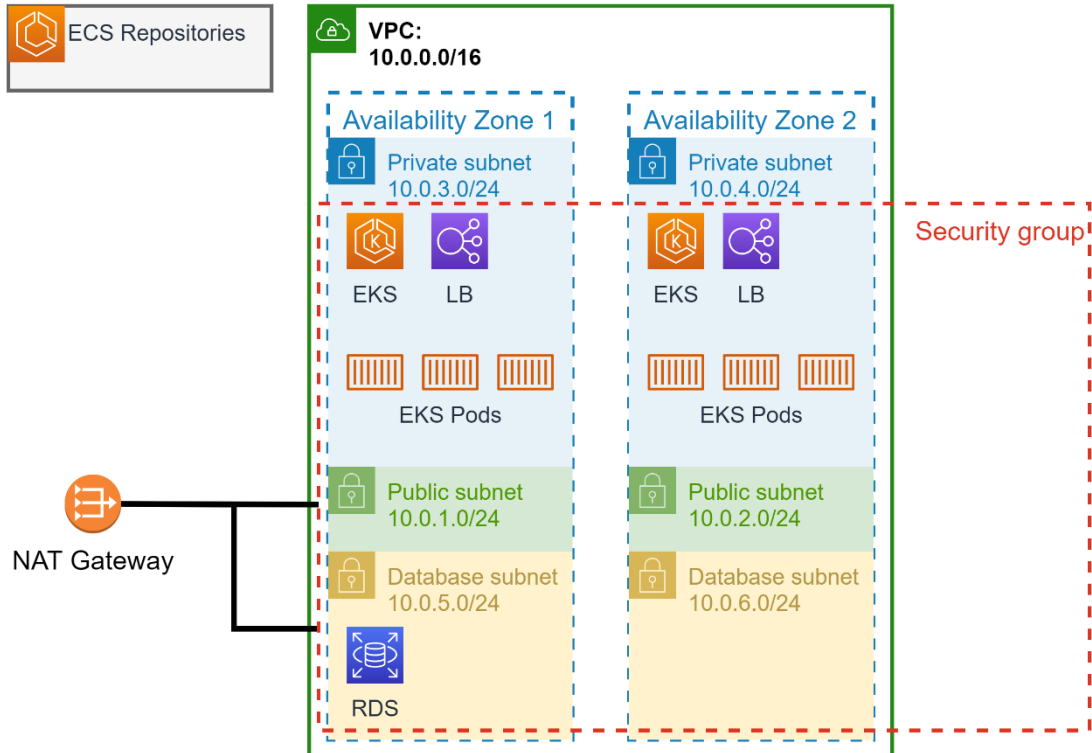 ECS Repositories
VPC:
10.0.0.0/16
Availability Zone 1
Availability Zone 2
Private subnet
10.0.3.0/24
Private subnet
10.0.4.0/24
Security group
K
EKS
LB
K
EKS
LB
EKS Pods
EKS Pods
Public subnet
10.0.1.0/24
Public subnet
10.0.2.0/24
NAT Gateway
Database subnet
10.0.5.0/24
Database subnet
10.0.6.0/24
RDS